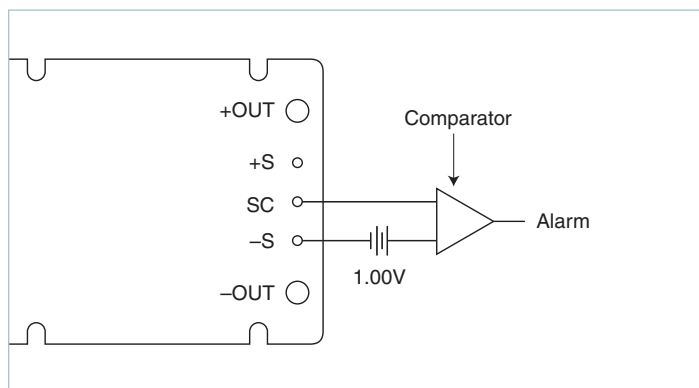 +OUT
Comparator
+S
SC
Alarm
–S
1.00V
–OUT